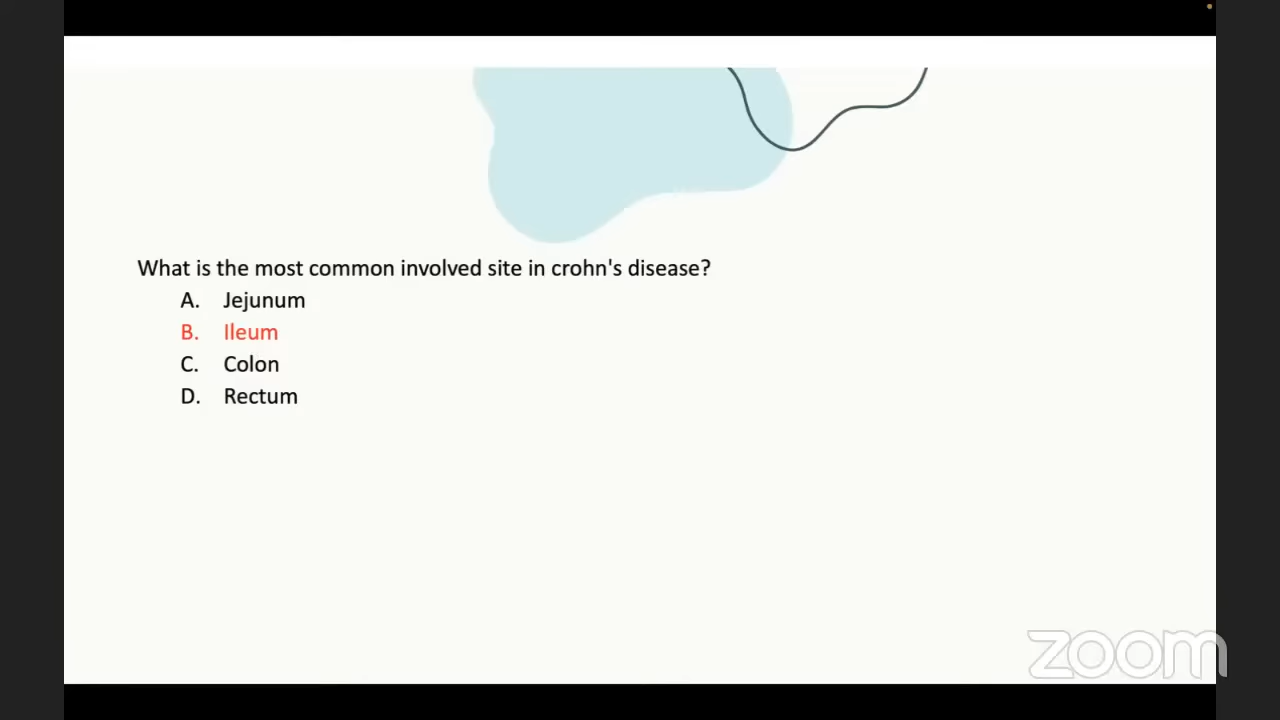 What is the most common involved site in crohn's disease?
A. Jejunum
B. Ileum
C. Colon
D. Rectum
zoom